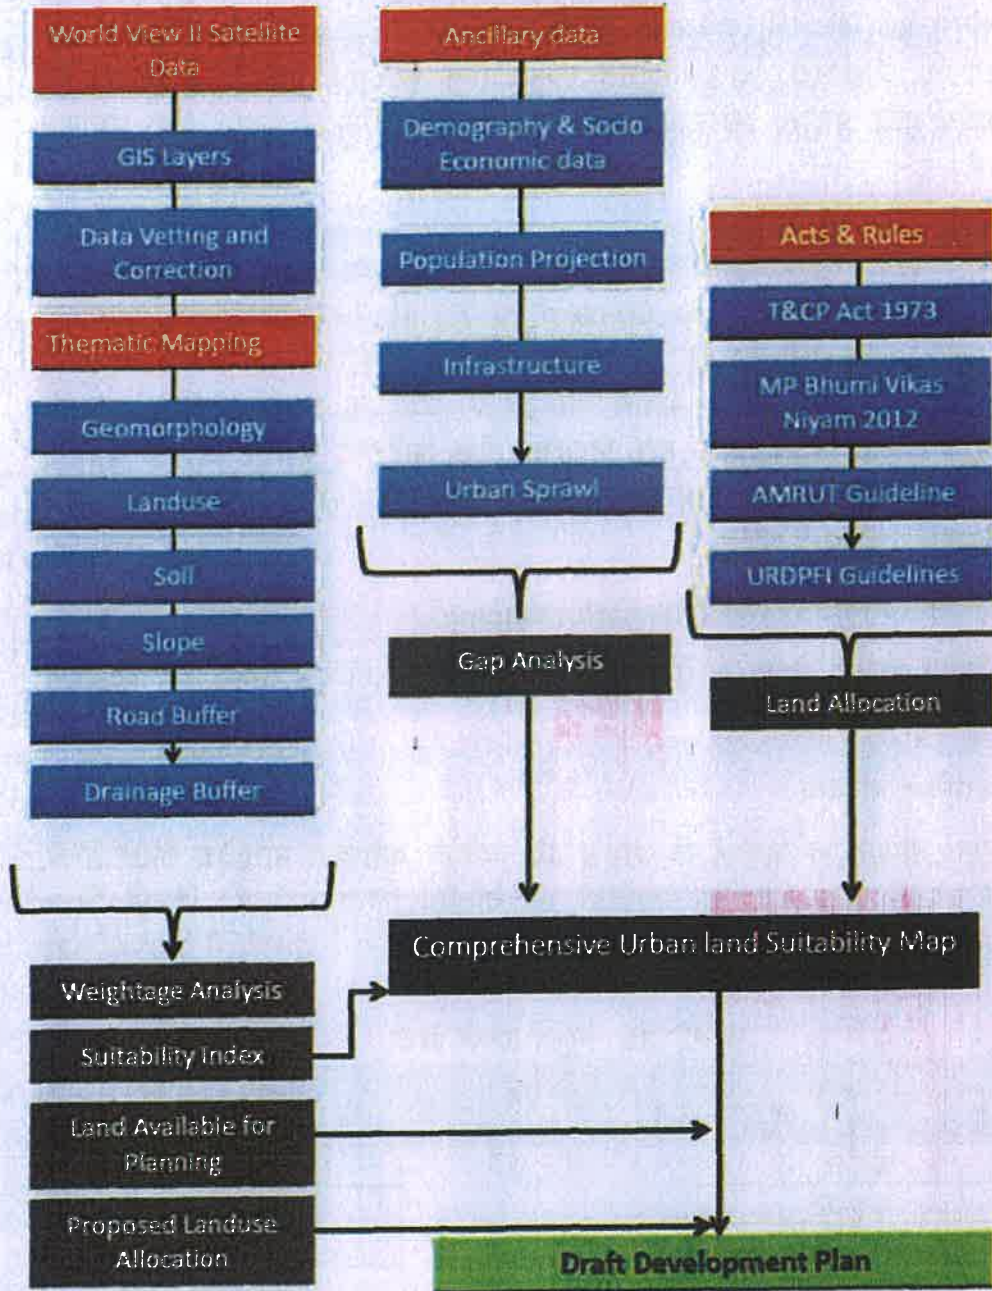 World View II Satellite
Data
GIS Layers
Data Vetting and
Correction
Thematic Mapping
Geomorphology
Landuse
Soil
Slope
Road Buffer
Drainage Buffer
Weightage Analysis
Suitability Index
Land Available for
Planning
Proposed Landuse
Allocation
Ancillary data
Demography & Socio
Economic data
Population Projection
Infrastructure
Urban Sprawl
Gap Analysis
Acts & Rules
T&CP Act 1973
MP Bhumi Vikas
Niyam 2012
AMRUT Guideline
URDPFI Guidelines
Land Allocation
Comprehensive Urban land Suitability Map
Draft Development Plan